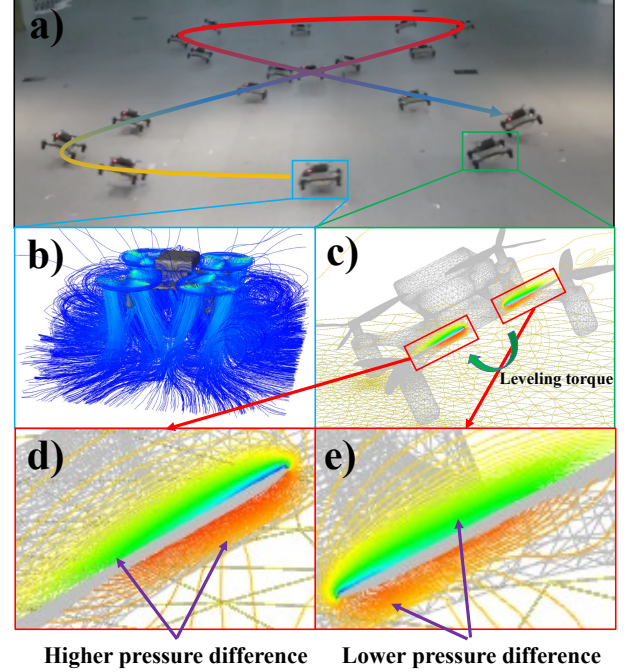 a)
b)
c)
Leveling torque
d)
e)
Higher pressure difference
Lower pressure difference